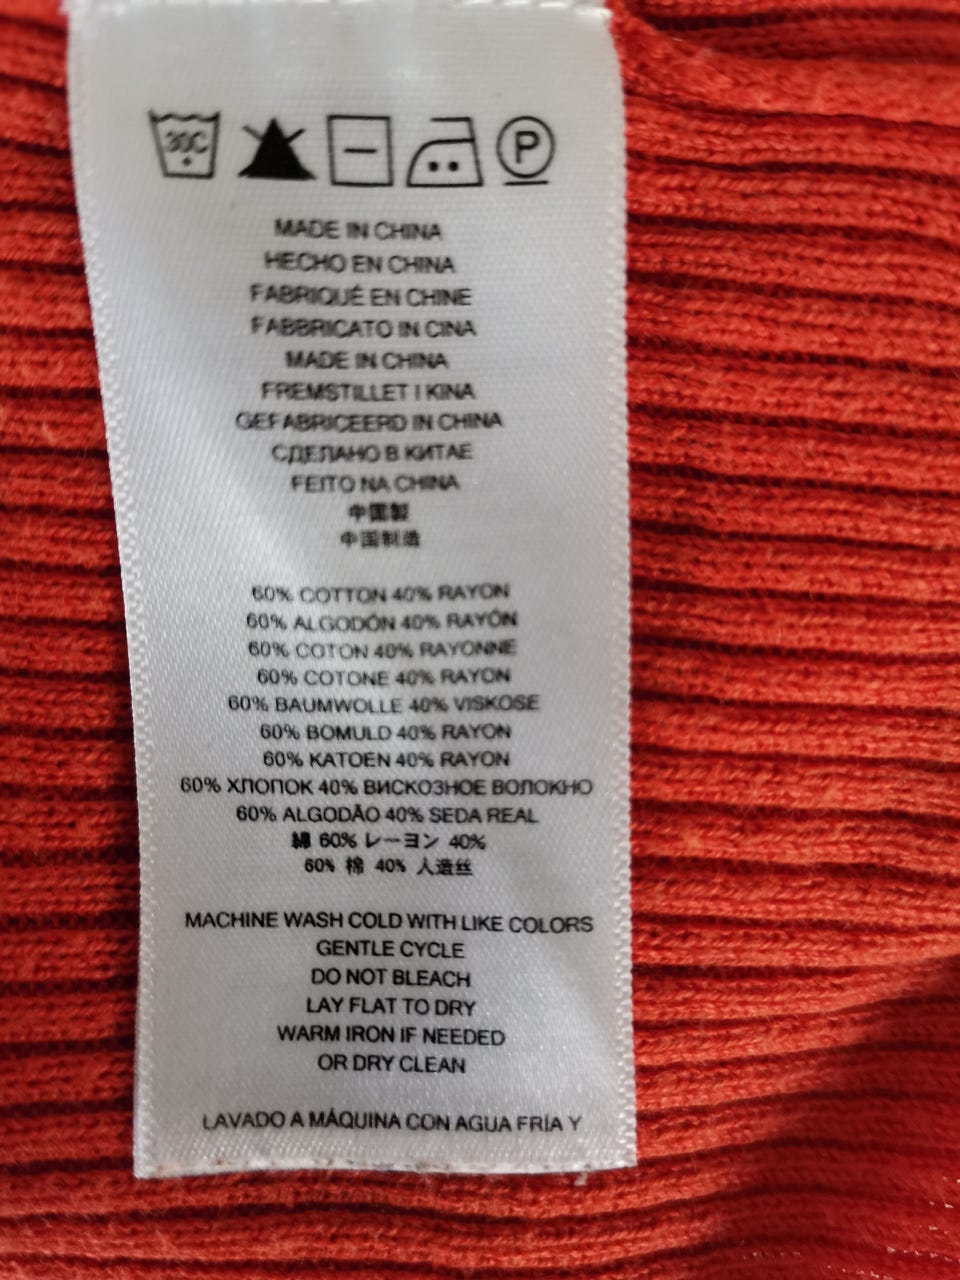 30C
P
MADE IN CHINA
HECHO EN CHINA
FABRIQUÉ EN CHINE
FABBRICATO IN CINA
MADE IN CHINA
FREMSTILLET I KINA
GEFABRICEERD IN CHINA
СДЕЛАНО В КИТАЕ
FEITO NA CHINA
中国製
中国制造
60% COTTON 40% RAYON
60% ALGODÓN 40% RAYÓN
60% COTON 40% RAYONNE
60% COTONE 40% RAYON
60% BAUMWOLLE 40% VISKOSE
60% BOMULD 40% RAYON
60% KATOEN 40% RAYON
60% ХЛОПОК 40% ВИСКОЗНОЕ ВОЛОКНО
60% ALGODÃO 40% SEDA REAL
綿 60% レーヨン 40%
60% 棉 40% 人造丝
MACHINE WASH COLD WITH LIKE COLORS
GENTLE CYCLE
DO NOT BLEACH
LAY FLAT TO DRY
WARM IRON IF NEEDED
OR DRY CLEAN
LAVADO A MÁQUINA CON AGUA FRÍA Y